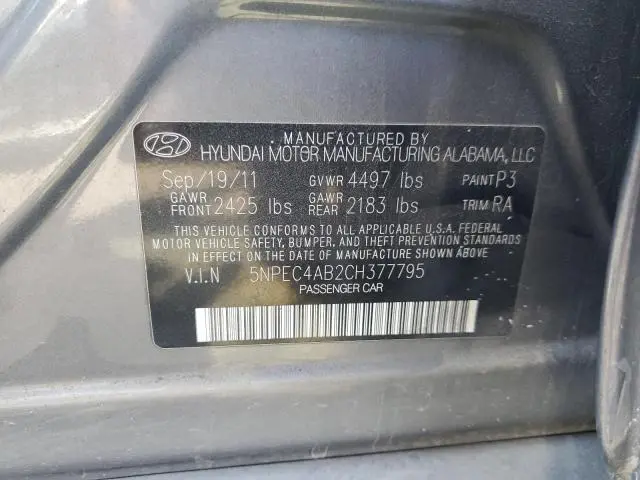 MANUFACTURED BY
HYUNDAI MOTOR MANUFACTURING ALABAMA, LLC
Sep/19/11 GVWR 4497 lbs PAINT P3
GAWR FRONT 2425 lbs GAWR REAR 2183 lbs TRIM RA
THIS VEHICLE CONFORMS TO ALL APPLICABLE U.S.A. FEDERAL
MOTOR VEHICLE SAFETY, BUMPER, AND THEFT PREVENTION STANDARDS
IN EFFECT ON THE DATE OF MANUFACTURE SHOWN ABOVE
V.I.N 5NPEC4AB2CH377795
PASSENGER CAR